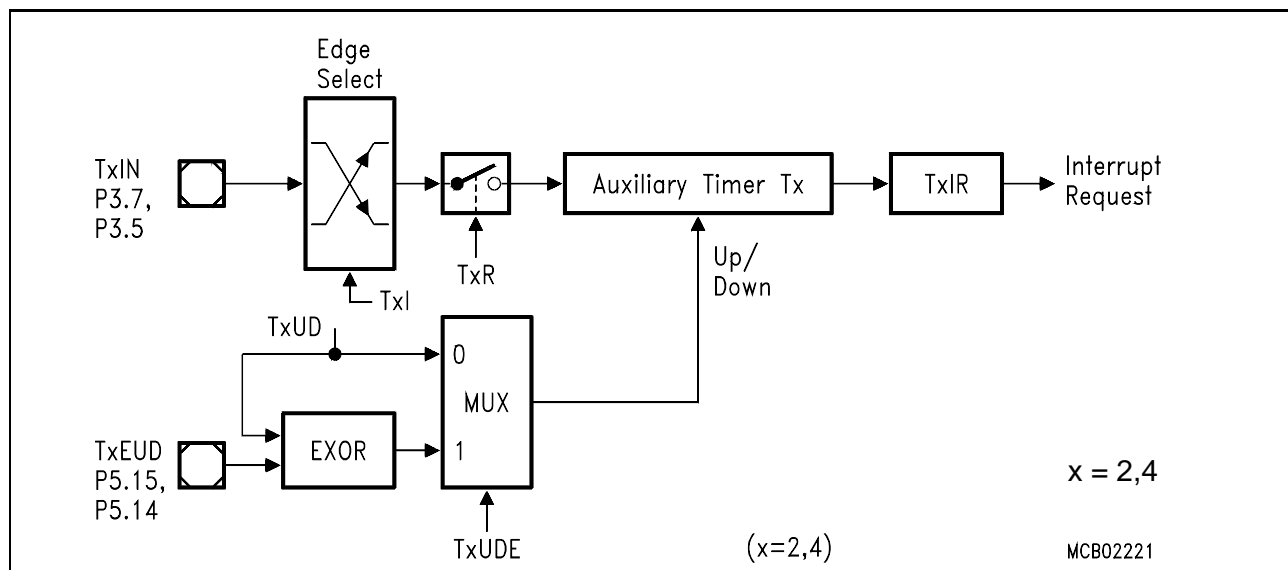 Edge
Select
TxIN
P3.7,
P3.5
Auxiliary Timer Tx
TxIR
Interrupt
Request
TxR
TxI
Up/
Down
TxUD
0
MUX
1
EXOR
TxEUD
P5.15,
P5.14
TxUDE
x = 2,4
(x=2,4)
MCB02221